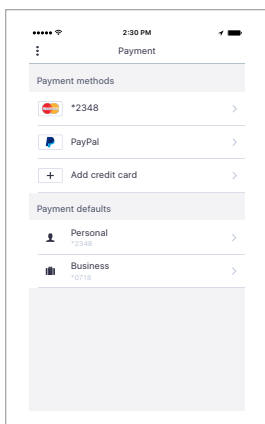 2:30 PM
Payment
Payment methods
*2348
PayPal
Add credit card
Payment defaults
Personal
*2348
Business
*0718